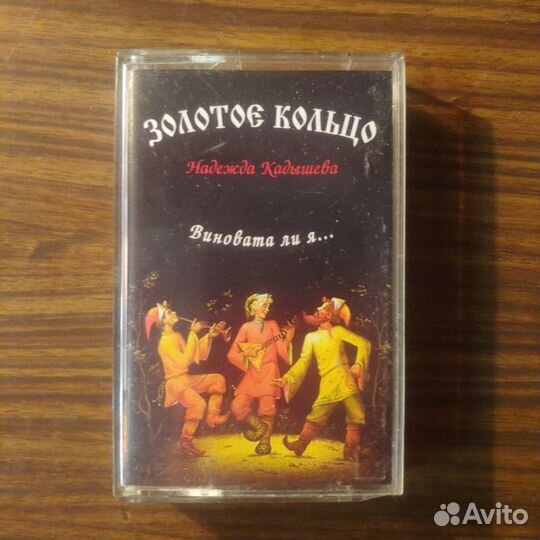 ЗОЛОТОЕ КОЛЬЦО
Надежда Кадышева
Виновата ли я...
Avito